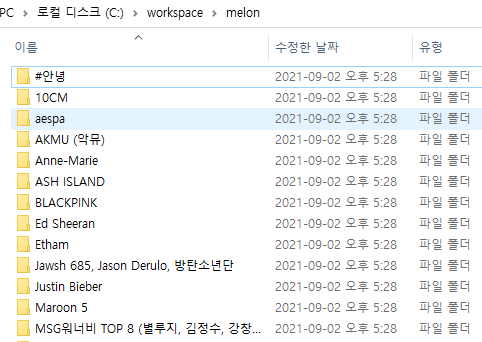 PC > 로컬 디스크 (C:) > workspace > melon
이름 수정한 날짜 유형
#안녕 2021-09-02 오후 5:28 파일 폴더
10CM 2021-09-02 오후 5:28 파일 폴더
aespa 2021-09-02 오후 5:28 파일 폴더
AKMU (악뮤) 2021-09-02 오후 5:28 파일 폴더
Anne-Marie 2021-09-02 오후 5:28 파일 폴더
ASH ISLAND 2021-09-02 오후 5:28 파일 폴더
BLACKPINK 2021-09-02 오후 5:28 파일 폴더
Ed Sheeran 2021-09-02 오후 5:28 파일 폴더
Etham 2021-09-02 오후 5:28 파일 폴더
Jawsh 685, Jason Derulo, 방탄소년단 2021-09-02 오후 5:28 파일 폴더
Justin Bieber 2021-09-02 오후 5:28 파일 폴더
Maroon 5 2021-09-02 오후 5:28 파일 폴더
MSG워너비 TOP 8 (별루지, 김정수, 강창... 2021-09-02 오후 5:28 파일 폴더